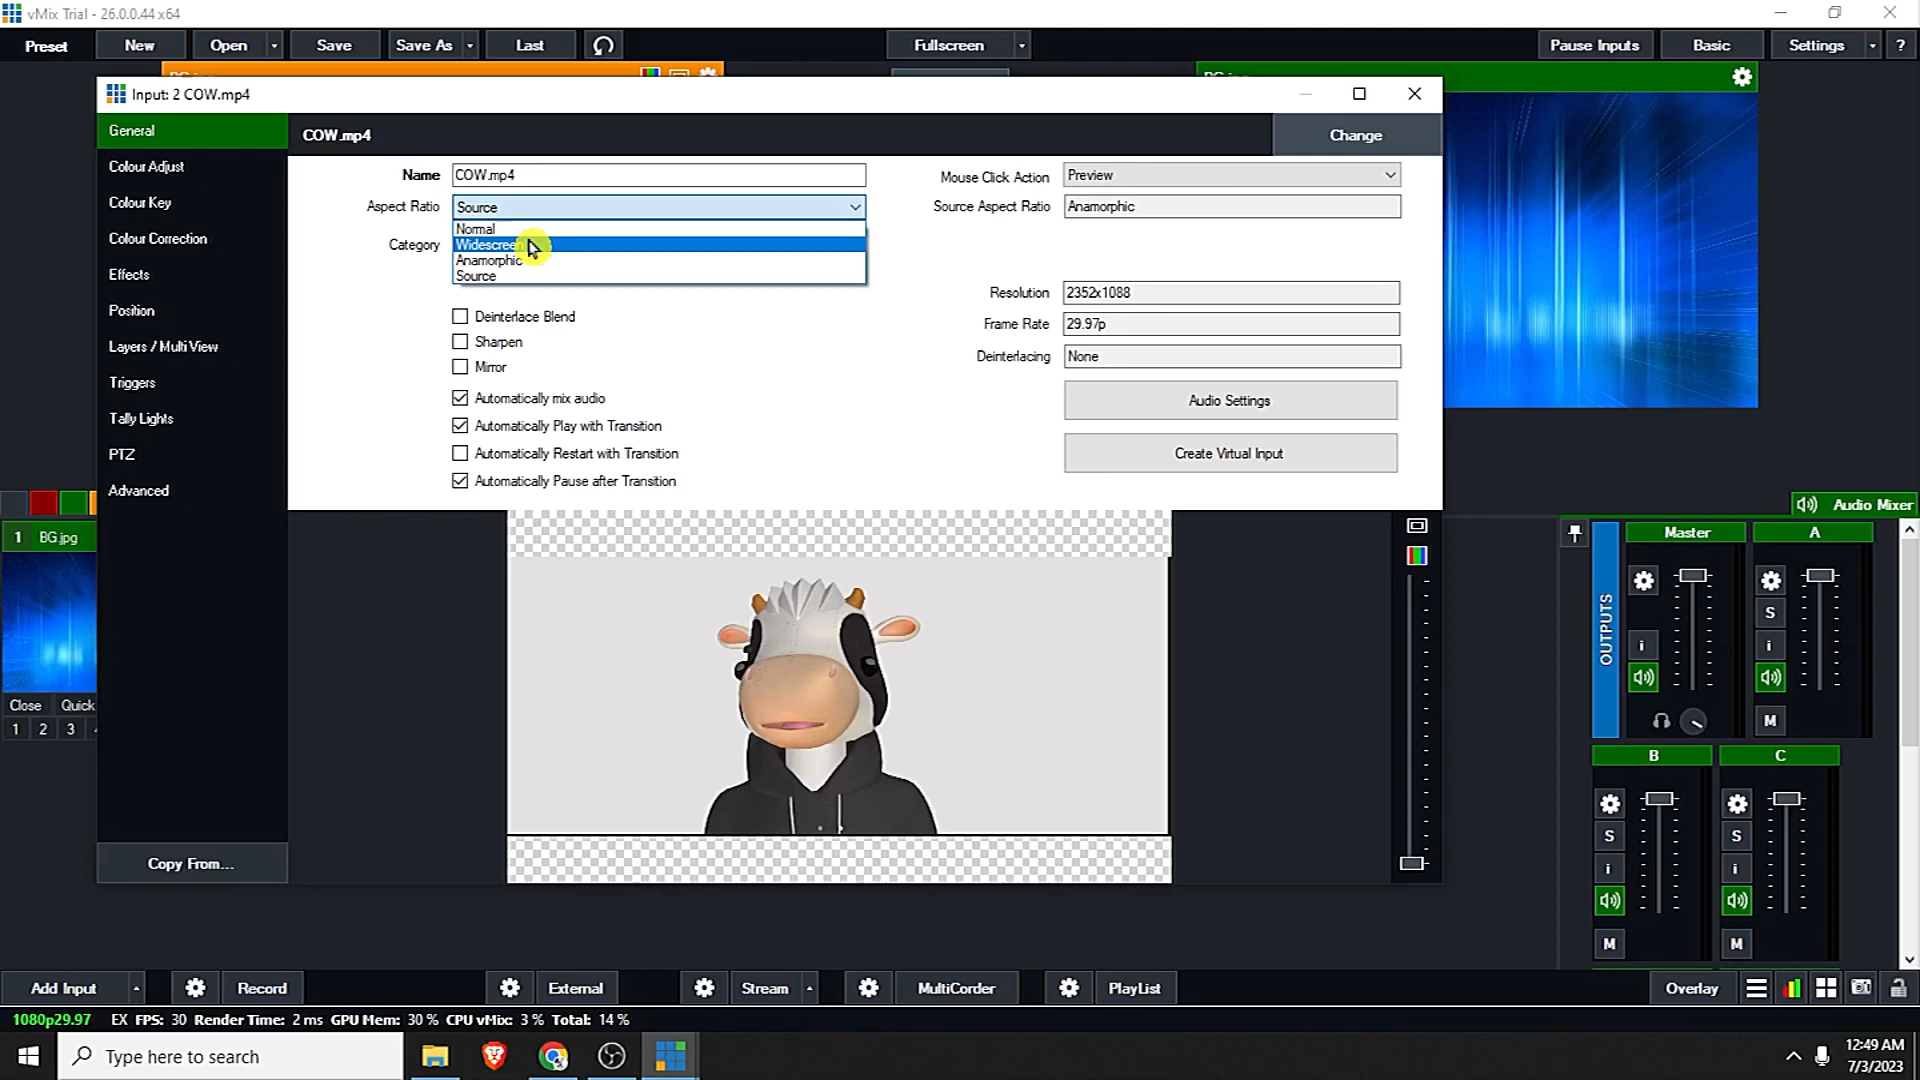 vMix Trial - 26.0.0.44 x64
Preset New Open Save Save As Last Fullscreen Pause Inputs Basic Settings ?
Input: 2 COW.mp4
General
COW.mp4
Change
Colour Adjust
Colour Key
Colour Correction
Effects
Position
Layers / Multi View
Triggers
Tally Lights
PTZ
Advanced
Copy From...
Name COW.mp4
Aspect Ratio Source
Normal
Category Widescreen
Anamorphic
Source
Deinterlace Blend
Sharpen
Mirror
Automatically mix audio
Automatically Play with Transition
Automatically Restart with Transition
Automatically Pause after Transition
Mouse Click Action Preview
Source Aspect Ratio Anamorphic
Resolution 2352x1088
Frame Rate 29.97p
Deinterlacing None
Audio Settings
Create Virtual Input
1 BG.jpg
Close Quick
1 2 3
Audio Mixer
OUTPUTS
Master A
S
i i
M
B C
S S
i i
M M
Add Input Record External Stream MultiCorder PlayList Overlay
1080p29.97 EX FPS: 30 Render Time: 2 ms GPU Mem: 30 % CPU vMix: 3 % Total: 14 %
Type here to search
12:49 AM
7/3/2023